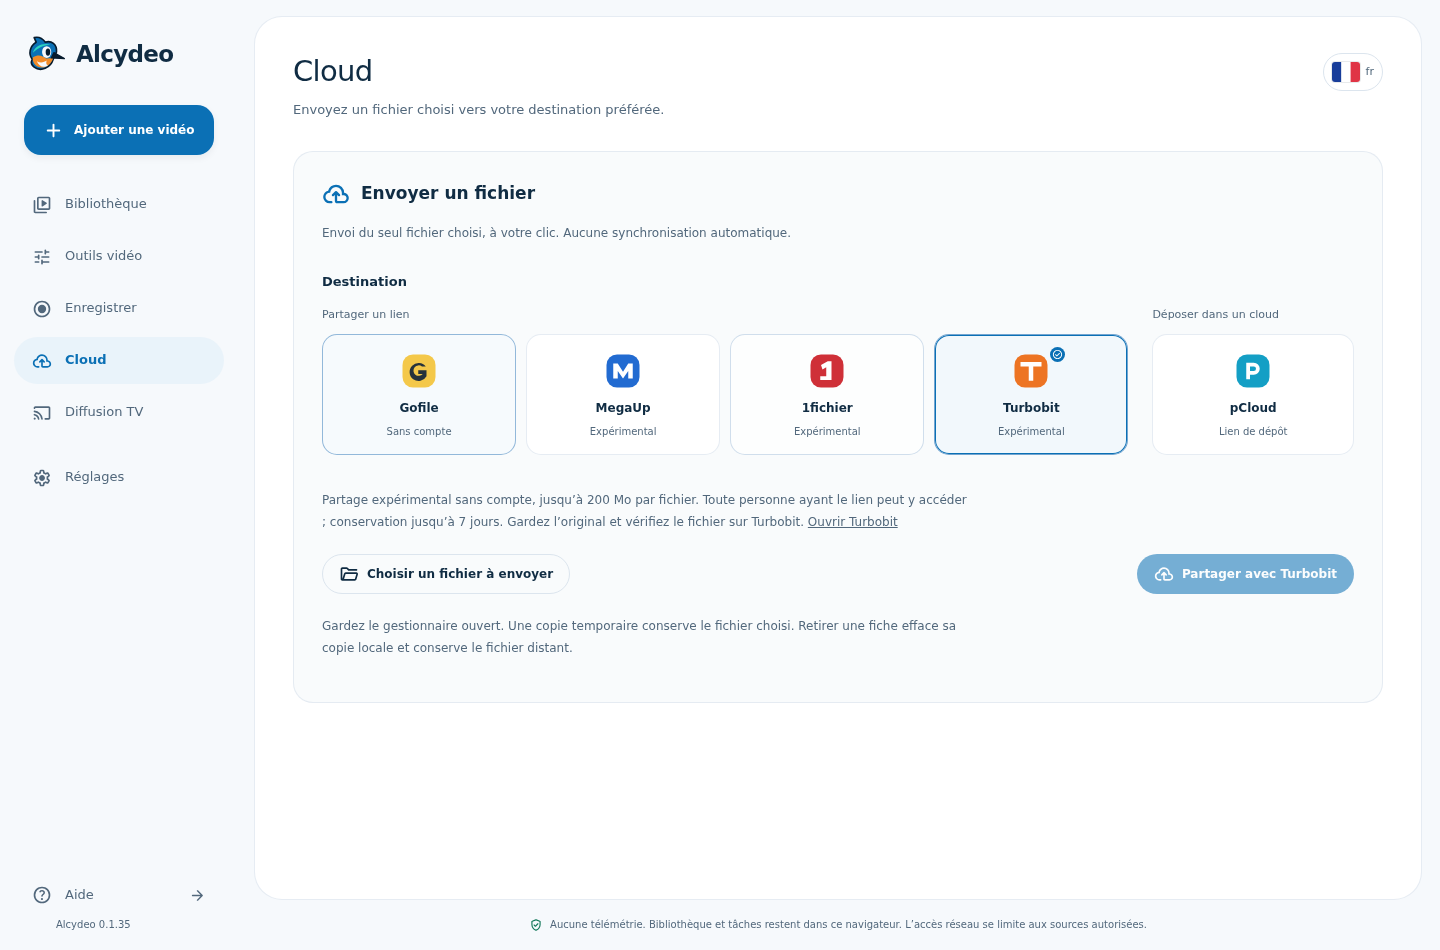 Alcydeo
Ajouter une vidéo
Bibliothèque
Outils vidéo
Enregistrer
Cloud
Diffusion TV
Réglages
Aide
Alcydeo 0.1.35
Cloud
fr
Envoyez un fichier choisi vers votre destination préférée.
Envoyer un fichier
Envoi du seul fichier choisi, à votre clic. Aucune synchronisation automatique.
Destination
Partager un lien
Déposer dans un cloud
G
Gofile
Sans compte
M
MegaUp
Expérimental
1
1fichier
Expérimental
T
Turbobit
Expérimental
P
pCloud
Lien de dépôt
Partage expérimental sans compte, jusqu’à 200 Mo par fichier. Toute personne ayant le lien peut y accéder
; conservation jusqu’à 7 jours. Gardez l’original et vérifiez le fichier sur Turbobit. Ouvrir Turbobit
Choisir un fichier à envoyer
Partager avec Turbobit
Gardez le gestionnaire ouvert. Une copie temporaire conserve le fichier choisi. Retirer une fiche efface sa
copie locale et conserve le fichier distant.
Aucune télémétrie. Bibliothèque et tâches restent dans ce navigateur. L’accès réseau se limite aux sources autorisées.